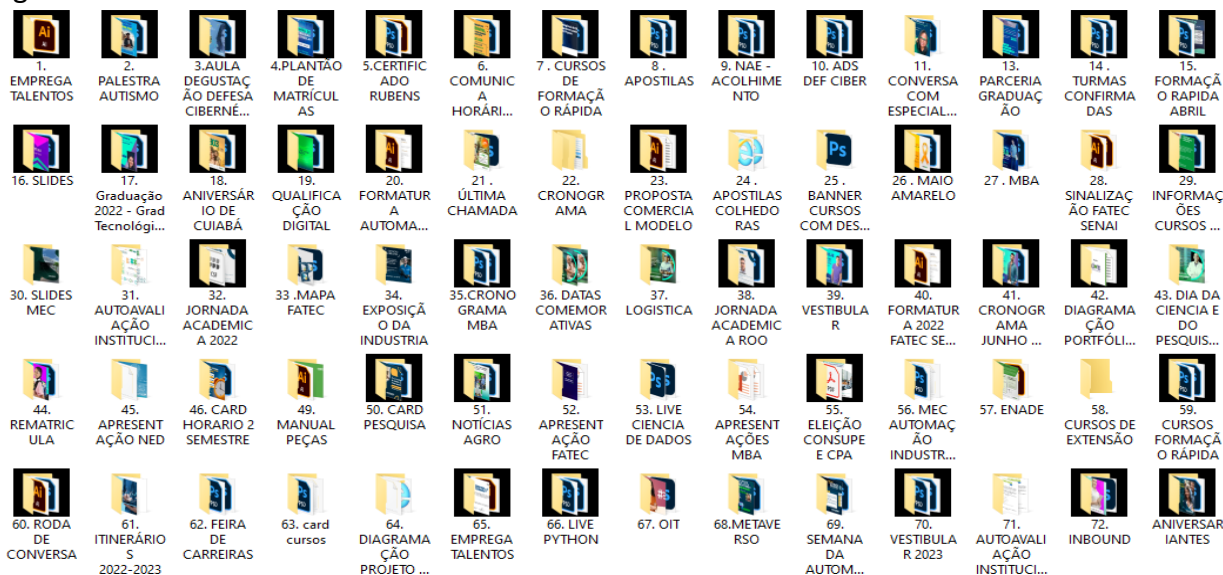 1.
EMPREGA
TALENTOS
2.
PALESTRA
AUTISMO
3.AULA
DEGUSTAÇ
ÃO DEFESA
CIBERNÉ...
4.PLANTÃO
DE
MATRÍCUL
AS
5.CERTIFIC
ADO
RUBENS
6.
COMUNIC
A
HORÁRI...
7 . CURSOS
DE
FORMAÇÃ
O RÁPIDA
8 .
APOSTILAS
9. NAE -
ACOLHIME
NTO
10. ADS
DEF CIBER
11.
CONVERSA
COM
ESPECIAL...
13.
PARCERIA
GRADUAÇ
ÃO
14 .
TURMAS
CONFIRMA
DAS
15.
FORMAÇÃ
O RAPIDA
ABRIL
16. SLIDES
17.
Graduação
2022 - Grad
Tecnológi...
18.
ANIVERSÁR
IO DE
CUIABÁ
19.
QUALIFICA
ÇÃO
DIGITAL
20.
FORMATUR
A
AUTOMA...
21 .
ÚLTIMA
CHAMADA
22.
CRONOGR
AMA
23.
PROPOSTA
COMERCIA
L MODELO
24 .
APOSTILAS
COLHEDO
RAS
25 .
BANNER
CURSOS
COM DES...
26 . MAIO
AMARELO
27 . MBA
28.
SINALIZAÇ
ÃO FATEC
SENAI
29.
INFORMAÇ
ÕES
CURSOS ...
30. SLIDES
MEC
31.
AUTOAVALI
AÇÃO
INSTITUCI...
32.
JORNADA
ACADEMIC
A 2022
33 .MAPA
FATEC
34.
EXPOSIÇÃ
O DA
INDUSTRIA
35.CRONO
GRAMA
MBA
36. DATAS
COMEMOR
ATIVAS
37.
LOGISTICA
38.
JORNADA
ACADEMIC
A ROO
39.
VESTIBULA
R
40.
FORMATUR
A 2022
FATEC SE...
41.
CRONOGR
AMA
JUNHO ...
42.
DIAGRAMA
ÇÃO
PORTFÓLI...
43. DIA DA
CIENCIA E
DO
PESQUIS...
44.
REMATRIC
ULA
45.
APRESENT
AÇÃO NED
46. CARD
HORARIO 2
SEMESTRE
49.
MANUAL
PEÇAS
50. CARD
PESQUISA
51.
NOTÍCIAS
AGRO
52.
APRESENT
AÇÃO
FATEC
53. LIVE
CIENCIA
DE DADOS
54.
APRESENT
AÇÕES
MBA
55.
ELEIÇÃO
CONSUPE
E CPA
56. MEC
AUTOMAÇ
ÃO
INDUSTR...
57. ENADE
58.
CURSOS DE
EXTENSÃO
59.
CURSOS
FORMAÇÃ
O RÁPIDA
60. RODA
DE
CONVERSA
61.
ITINERÁRIO
S
2022-2023
62. FEIRA
DE
CARREIRAS
63. card
cursos
64.
DIAGRAMA
ÇÃO
PROJETO ...
65.
EMPREGA
TALENTOS
66. LIVE
PYTHON
67. OIT
68.METAVE
RSO
69.
SEMANA
DA
AUTOM...
70.
VESTIBULA
R 2023
71.
AUTOAVALI
AÇÃO
INSTITUCI...
72.
INBOUND
ANIVERSAR
IANTES